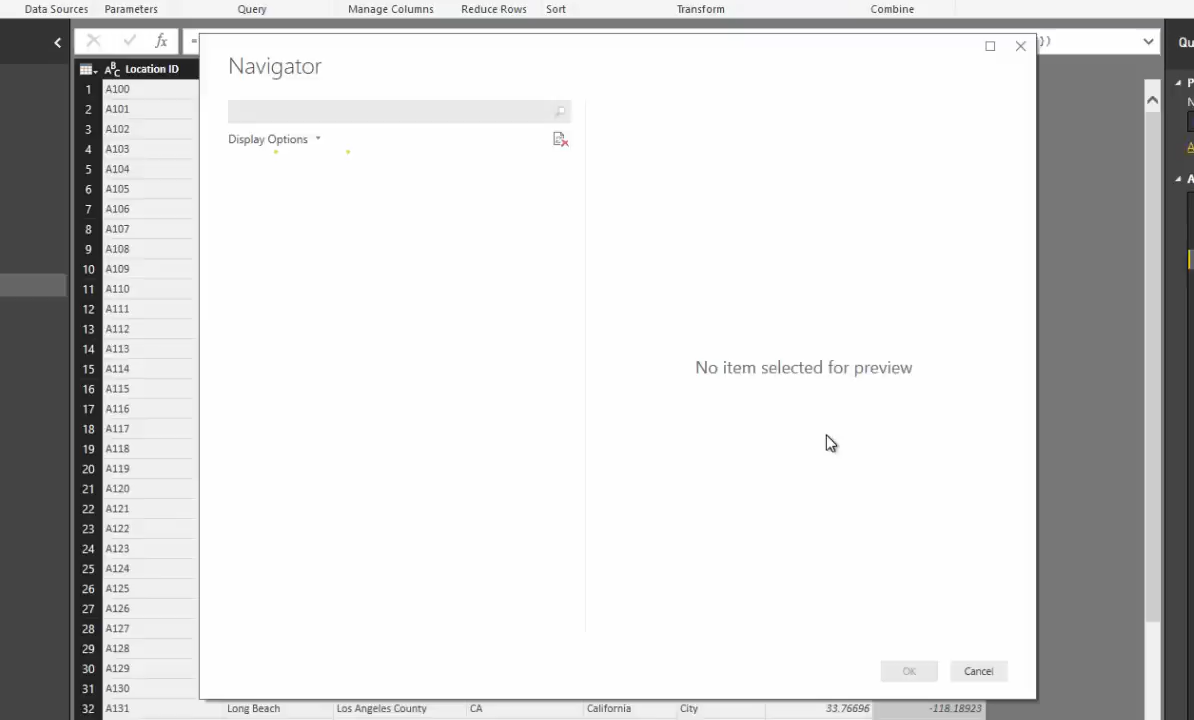 Data Sources Parameters Query Manage Columns Reduce Rows Sort Transform Combine
fx = }) Qu
Navigator
Location ID
Display Options
1 A100
2 A101
3 A102
4 A103
5 A104
6 A105
7 A106
8 A107
9 A108
10 A109
11 A110
12 A111
13 A112
14 A113
No item selected for preview
15 A114
16 A115
17 A116
18 A117
19 A118
20 A119
21 A120
22 A121
23 A122
24 A123
25 A124
26 A125
27 A126
28 A127
29 A128
30 A129
OK Cancel
31 A130
32 A131 Long Beach Los Angeles County CA California City 33.76696 -118.18923